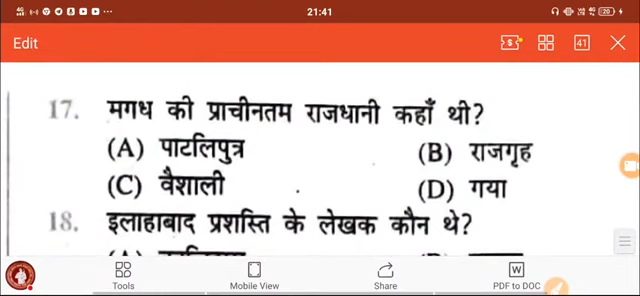 21:41
Edit
17. मगध की प्राचीनतम राजधानी कहाँ थी?
(A) पाटलिपुत्र (B) राजगृह
(C) वैशाली (D) गया
18. इलाहाबाद प्रशस्ति के लेखक कौन थे?
Tools Mobile View Share PDF to DOC